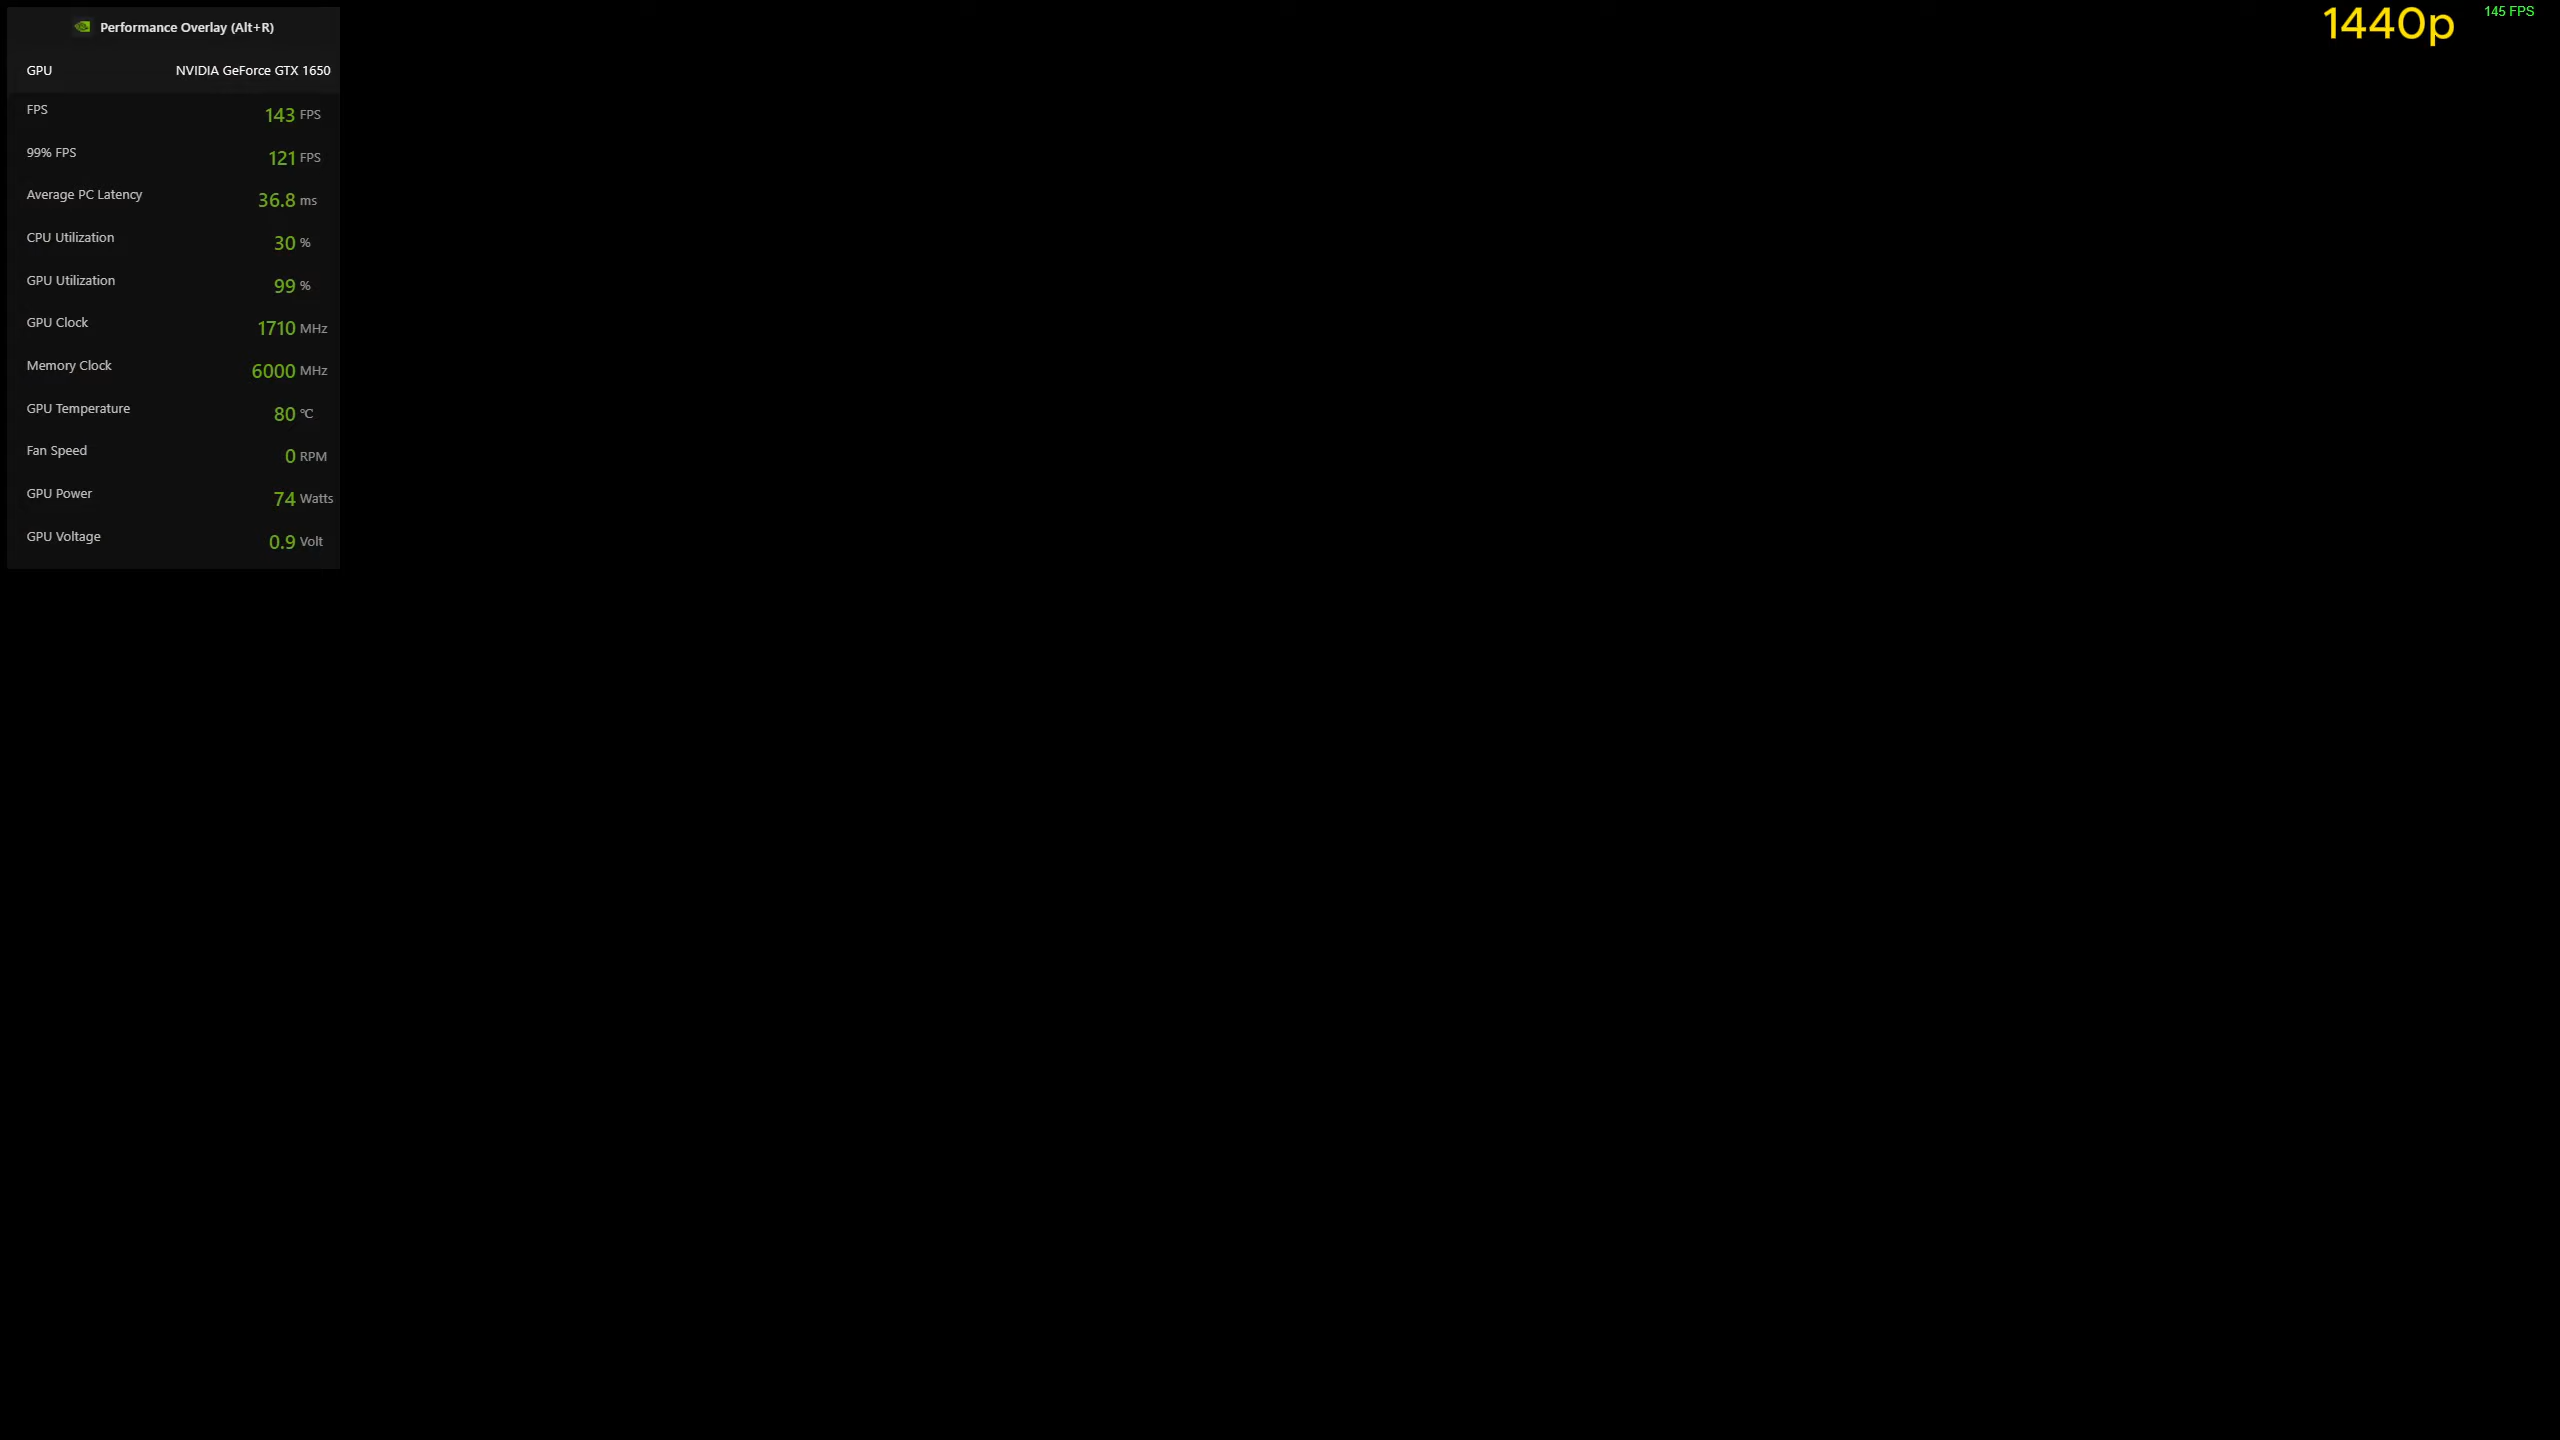 Performance Overlay (Alt+R)
GPU NVIDIA GeForce GTX 1650
FPS 143 FPS
99% FPS 121 FPS
Average PC Latency 36.8 ms
CPU Utilization 30 %
GPU Utilization 99 %
GPU Clock 1710 MHz
Memory Clock 6000 MHz
GPU Temperature 80 °C
Fan Speed 0 RPM
GPU Power 74 Watts
GPU Voltage 0.9 Volt
1440p
145 FPS